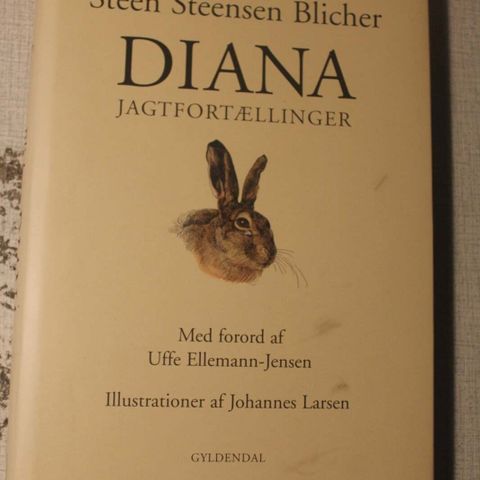 Steen Steensen Blicher
DIANA
JAGTFORTÆLLINGER
Med forord af
Uffe Ellemann-Jensen
Illustrationer af Johannes Larsen
GYLDENDAL